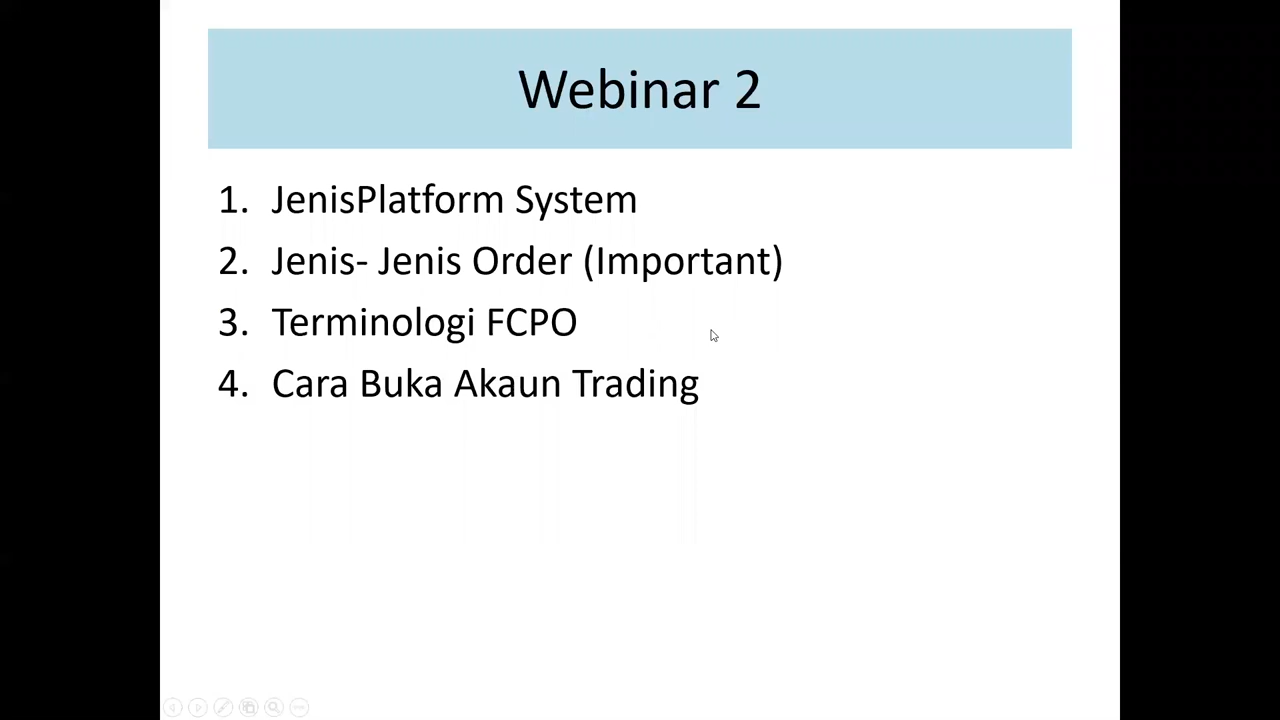 Webinar 2
1. JenisPlatform System
2. Jenis- Jenis Order (Important)
3. Terminologi FCPO
4. Cara Buka Akaun Trading